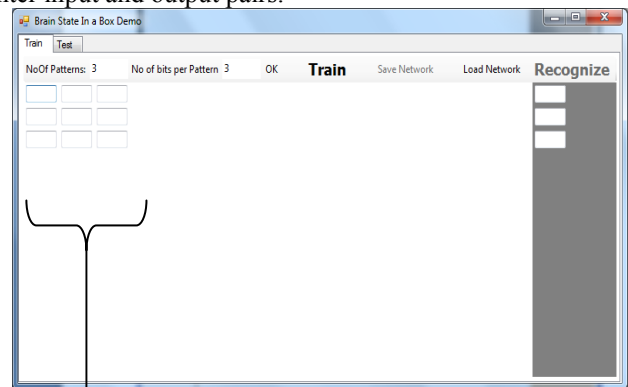 nter input and output pairs.
Brain State In a Box Demo
Train Test
NoOf Patterns: 3 No of bits per Pattern 3 OK Train Save Network Load Network Recognize